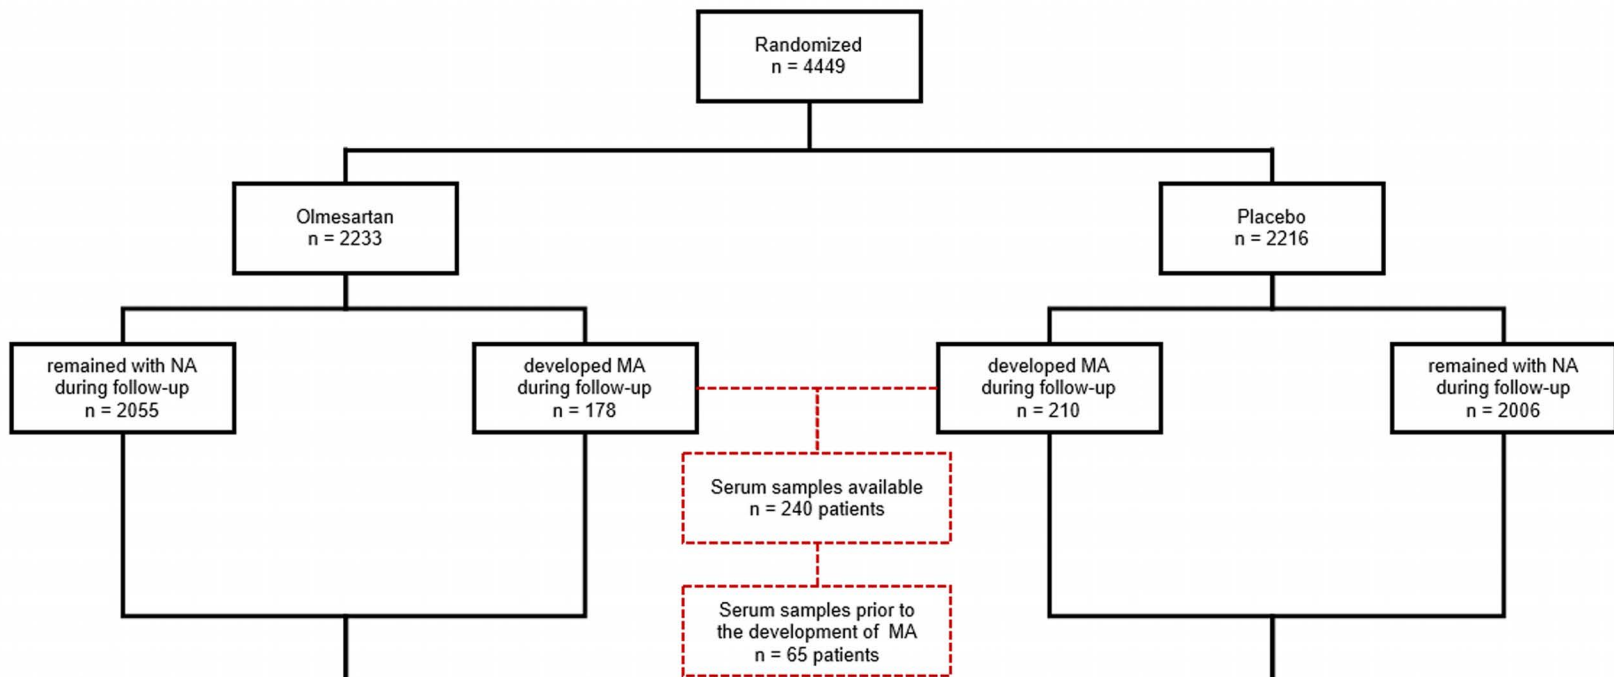 Randomized
n = 4449
Olmesartan
n = 2233
Placebo
n = 2216
remained with NA
during follow-up
n = 2055
developed MA
during follow-up
n = 178
developed MA
during follow-up
n = 210
remained with NA
during follow-up
n = 2006
Serum samples available
n = 240 patients
Serum samples prior to
the development of MA
n = 65 patients